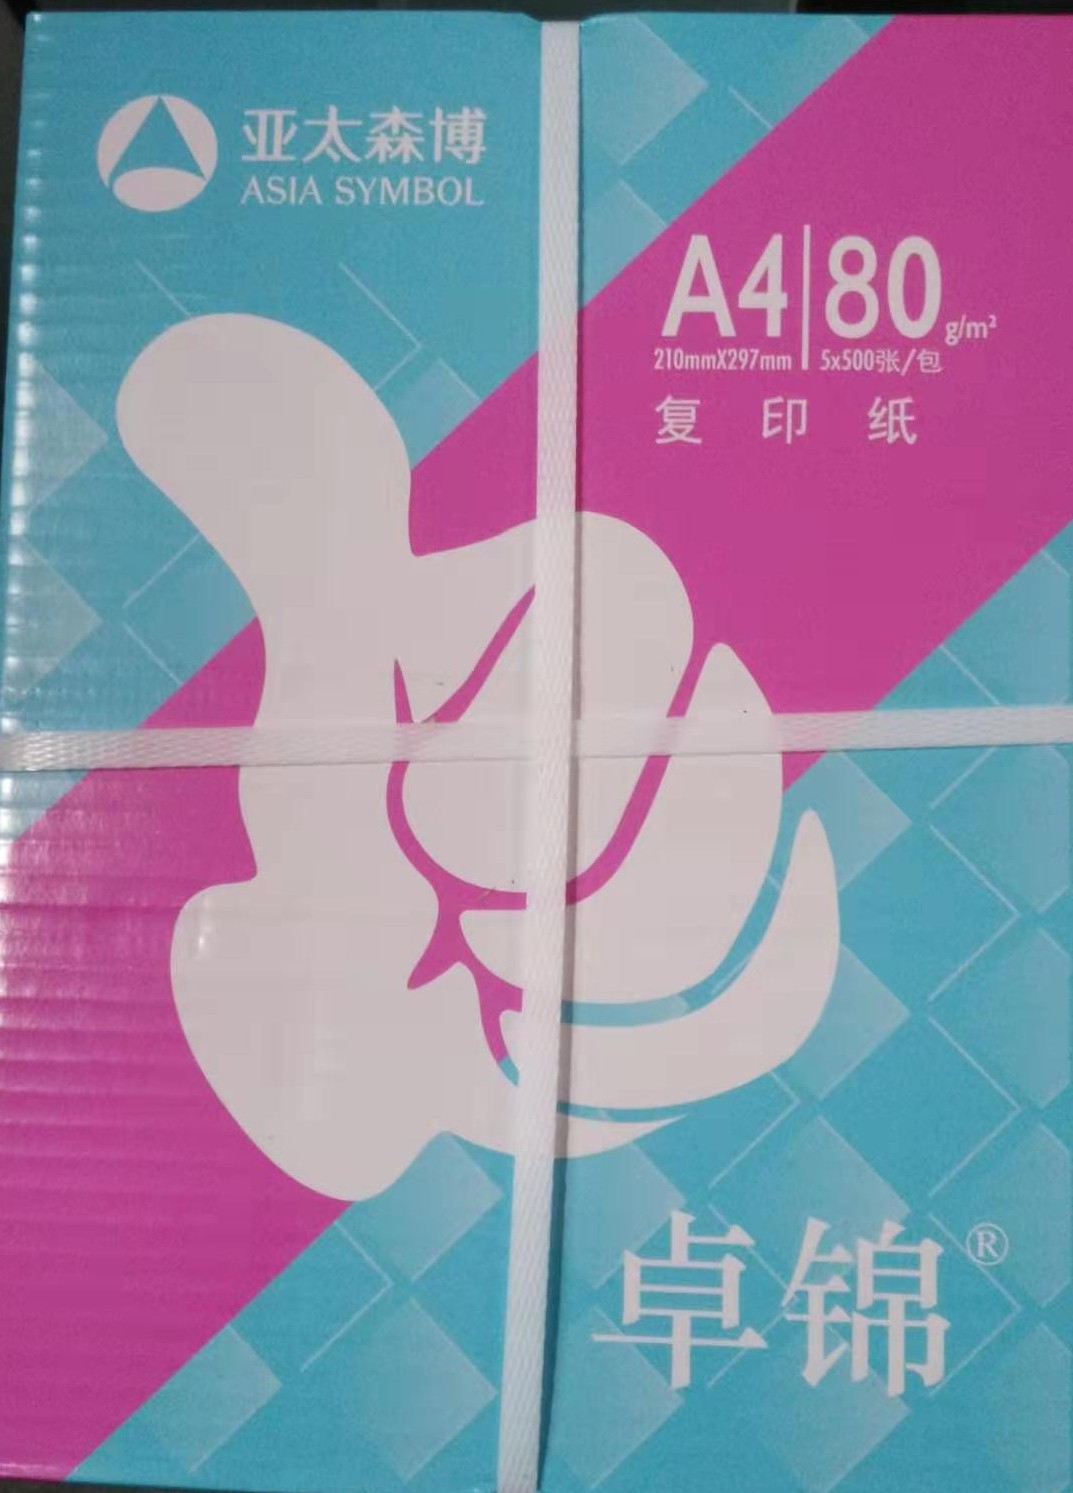 亚太森博
ASIA SYMBOL
A4|80g/m²
210mmX297mm 5x500张/包
复印纸
卓锦®